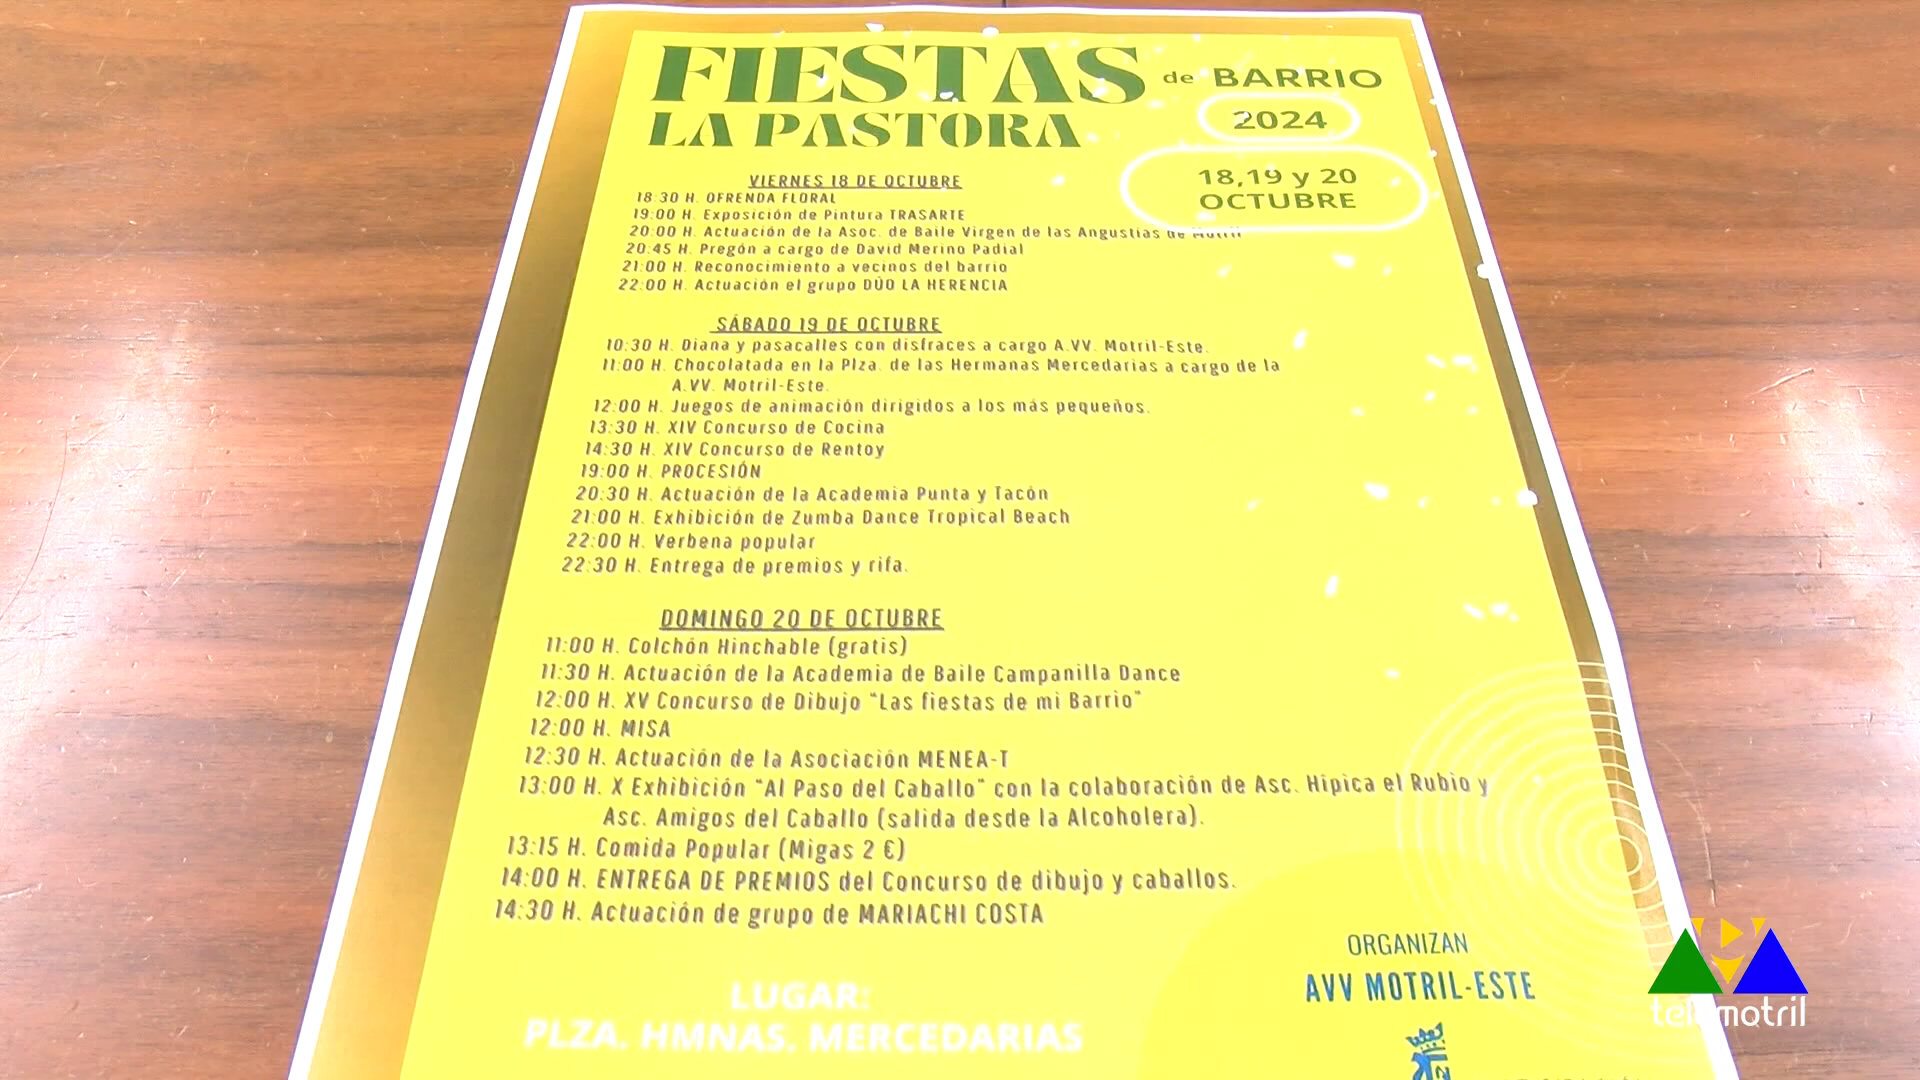 FIESTAS de BARRIO
LA PASTORA
2024
18,19 y 20
OCTUBRE
VIERNES 18 DE OCTUBRE
18:30 H. OFRENDA FLORAL
19:00 H. Exposición de Pintura TRASARTE
20:00 H. Actuación de la Asoc. de Baile Virgen de las Angustias de Motril
20:45 H. Pregón a cargo de David Merino Padial
21:00 H. Reconocimiento a vecinos del barrio
22:00 H. Actuación el grupo DÚO LA HERENCIA
SÁBADO 19 DE OCTUBRE
10:30 H. Diana y pasacalles con disfraces a cargo A.VV. Motril-Este.
11:00 H. Chocolatada en la Plza. de las Hermanas Mercedarias a cargo de la
A.VV. Motril-Este.
12:00 H. Juegos de animación dirigidos a los más pequeños.
13:30 H. XIV Concurso de Cocina
14:30 H. XIV Concurso de Rentoy
19:00 H. PROCESIÓN
20:30 H. Actuación de la Academia Punta y Tacón
21:00 H. Exhibición de Zumba Dance Tropical Beach
22:00 H. Verbena popular
22:30 H. Entrega de premios y rifa.
DOMINGO 20 DE OCTUBRE
11:00 H. Colchón Hinchable (gratis)
11:30 H. Actuación de la Academia de Baile Campanilla Dance
12:00 H. XV Concurso de Dibujo "Las fiestas de mi Barrio"
12:00 H. MISA
12:30 H. Actuación de la Asociación MENEA-T
13:00 H. X Exhibición "Al Paso del Caballo" con la colaboración de Asc. Hípica el Rubio y
Asc. Amigos del Caballo (salida desde la Alcoholera).
13:15 H. Comida Popular (Migas 2 €)
14:00 H. ENTREGA DE PREMIOS del Concurso de dibujo y caballos.
14:30 H. Actuación de grupo de MARIACHI COSTA
LUGAR:
PLZA. HMNAS. MERCEDARIAS
ORGANIZAN
AVV MOTRIL-ESTE
telemotril